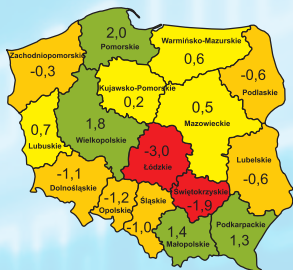 2,0
Pomorskie
Warmińsko-Mazurskie
0,6
Zachodniopomorskie
-0,3
-0,6
Podlaskie
Kujawsko-Pomorskie
0,2
0,5
Mazowieckie
0,7
Lubuskie
1,8
Wielkopolskie
-3,0
Łódzkie
Lubelskie
-0,6
-1,1
Dolnośląskie
-1,2
Opolskie
Śląskie
-1,0
Świętokrzyskie
-1,9
1,4
Małopolskie
Podkarpackie
1,3